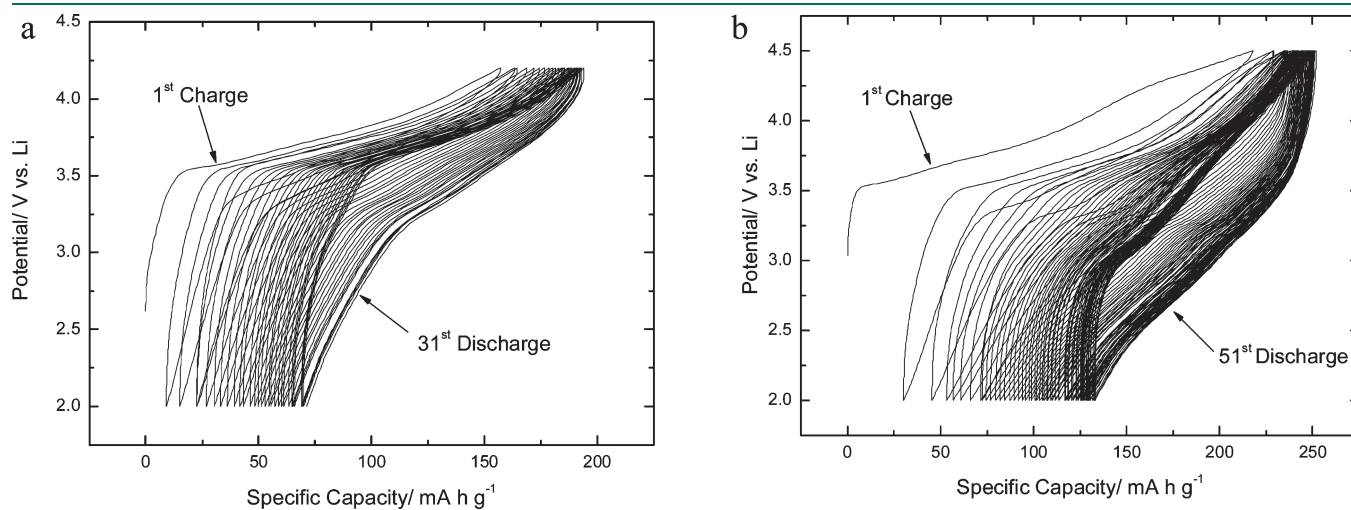 a
4.5
4.0
3.5
3.0
2.5
2.0
Potential/ V vs. Li
1st Charge
31st Discharge
0 50 100 150 200
Specific Capacity/ mA h g-1
b
4.5
4.0
3.5
3.0
2.5
2.0
Potential/ V vs. Li
1st Charge
51st Discharge
0 50 100 150 200 250
Specific Capacity/ mA h g-1